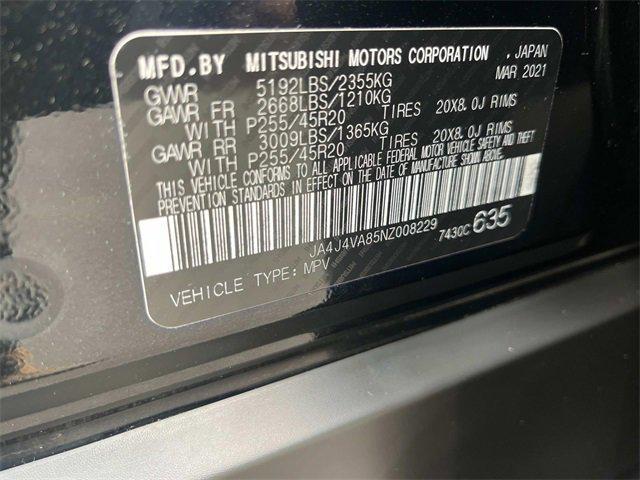 MFD.BY MITSUBISHI MOTORS CORPORATION , JAPAN
MAR 2021
GVWR 5192LBS/2355KG
GAWR FR 2668LBS/1210KG
WITH P255/45R20 TIRES 20X8.0J RIMS
GAWR RR 3009LBS/1365KG
WITH P255/45R20 TIRES 20X8.0J RIMS
THIS VEHICLE CONFORMS TO ALL APPLICABLE FEDERAL MOTOR VEHICLE SAFETY AND THEFT
PREVENTION STANDARDS IN EFFECT ON THE DATE OF MANUFACTURE SHOWN ABOVE.
JA4J4VA85NZ008229 7430C 635
VEHICLE TYPE: MPV